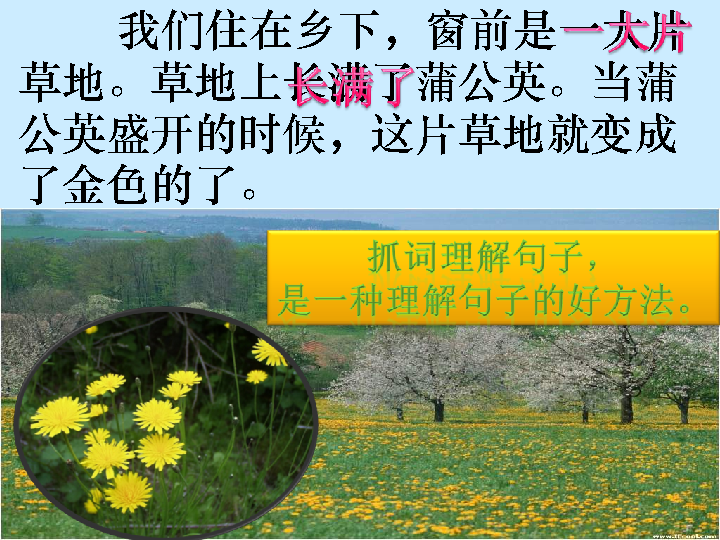 我们住在乡下，窗前是一大片
草地。草地上长满了蒲公英。当蒲
公英盛开的时候，这片草地就变成
了金色的了。
抓词理解句子，
是一种理解句子的好方法。